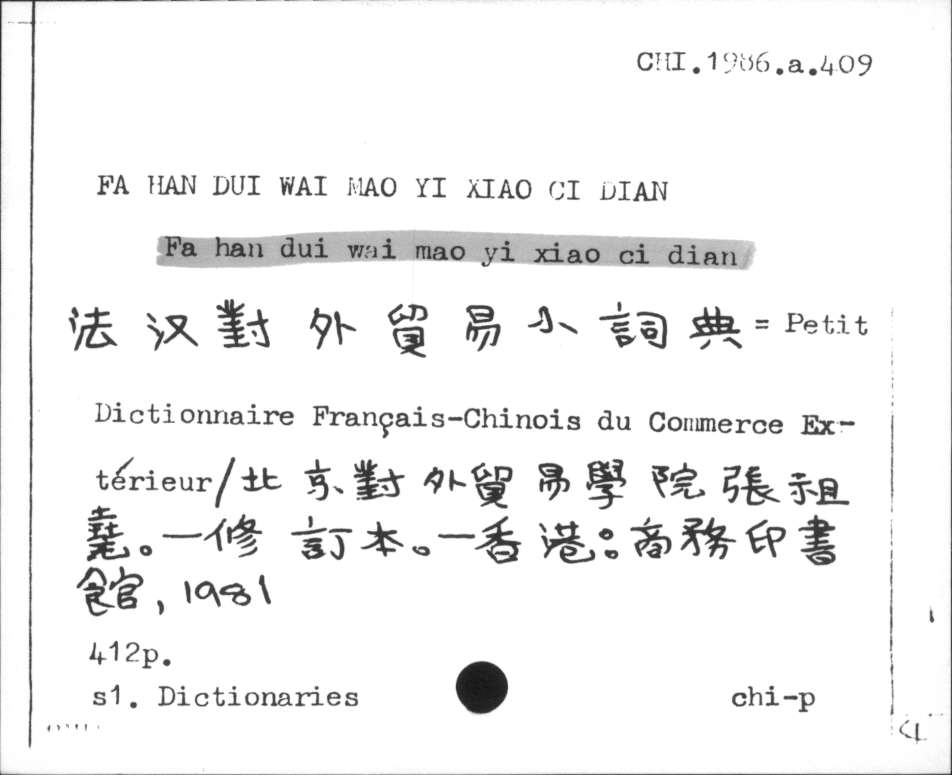 CHI.1986.a.409
FA HAN DUI WAI MAO YI XIAO CI DIAN
Fa han dui wai mao yi xiao ci dian
法汉對外貿易小詞典 = Petit
Dictionnaire Français-Chinois du Commerce Ex-
térieur/北京對外貿易學院張祖
堯。—修訂本。—香港:商務印書
館, 1981
412p.
s1. Dictionaries chi-p